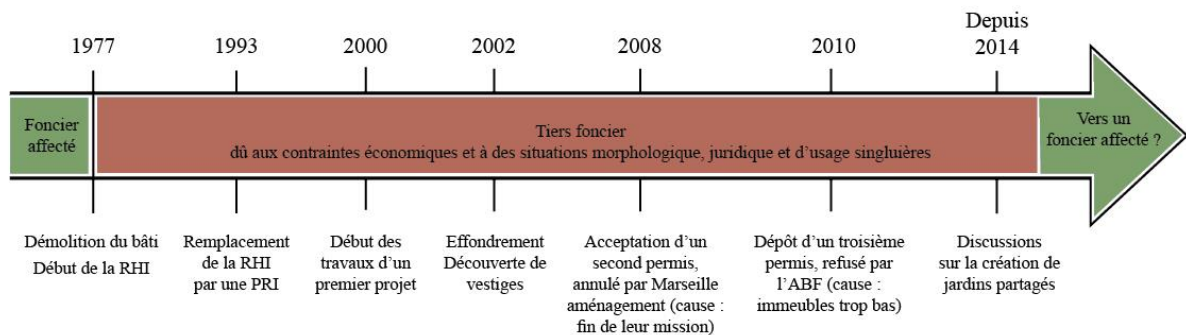 Depuis
1977
1993
2000
2002
2008
2010
2014
Foncier
affecté
Tiers foncier
dû aux contraintes économiques et à des situations morphologique, juridique et d’usage singluières
Vers un
foncier affecté ?
Démolition du bâti
Début de la RHI
Remplacement
de la RHI
par une PRI
Début des
travaux d’un
premier projet
Effondrement
Découverte de
vestiges
Acceptation d’un
second permis,
annulé par Marseille
aménagement (cause :
fin de leur mission)
Dépôt d’un troisième
permis, refusé par
l’ABF (cause :
immeubles trop bas)
Discussions
sur la création de
jardins partagés